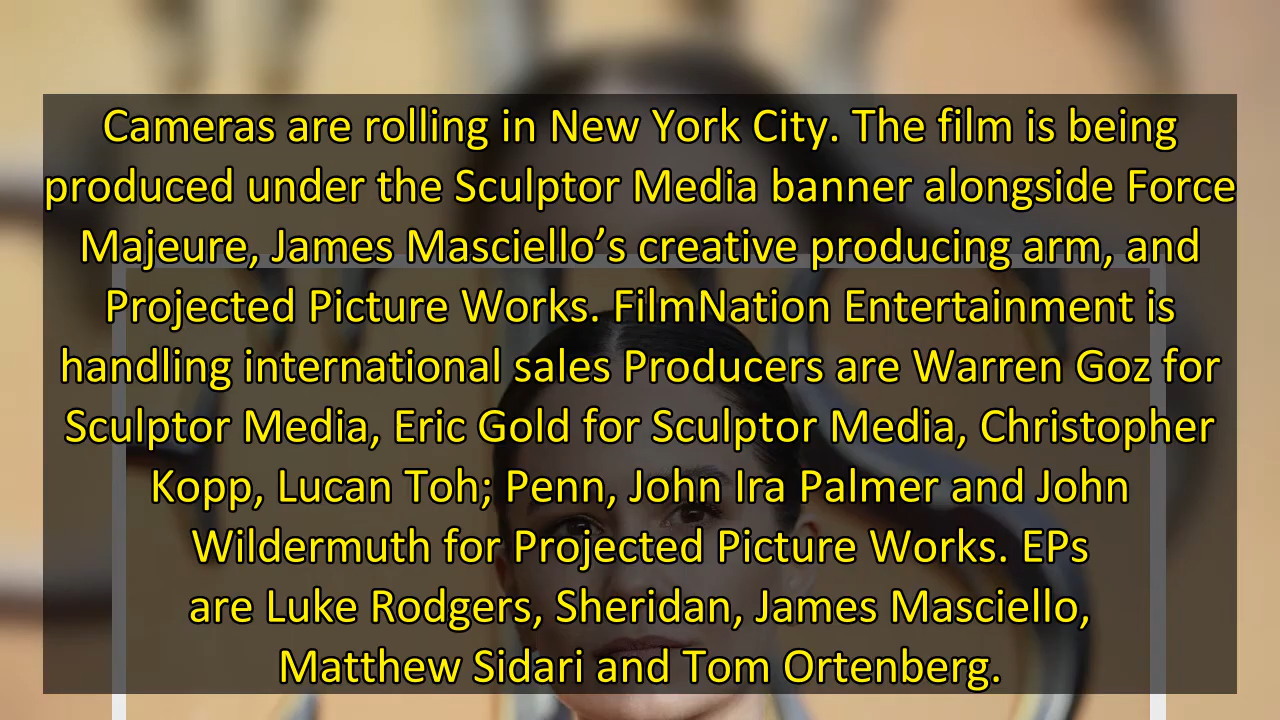 Cameras are rolling in New York City. The film is being
produced under the Sculptor Media banner alongside Force
Majeure, James Masciello’s creative producing arm, and
Projected Picture Works. FilmNation Entertainment is
handling international sales Producers are Warren Goz for
Sculptor Media, Eric Gold for Sculptor Media, Christopher
Kopp, Lucan Toh; Penn, John Ira Palmer and John
Wildermuth for Projected Picture Works. EPs
are Luke Rodgers, Sheridan, James Masciello,
Matthew Sidari and Tom Ortenberg.